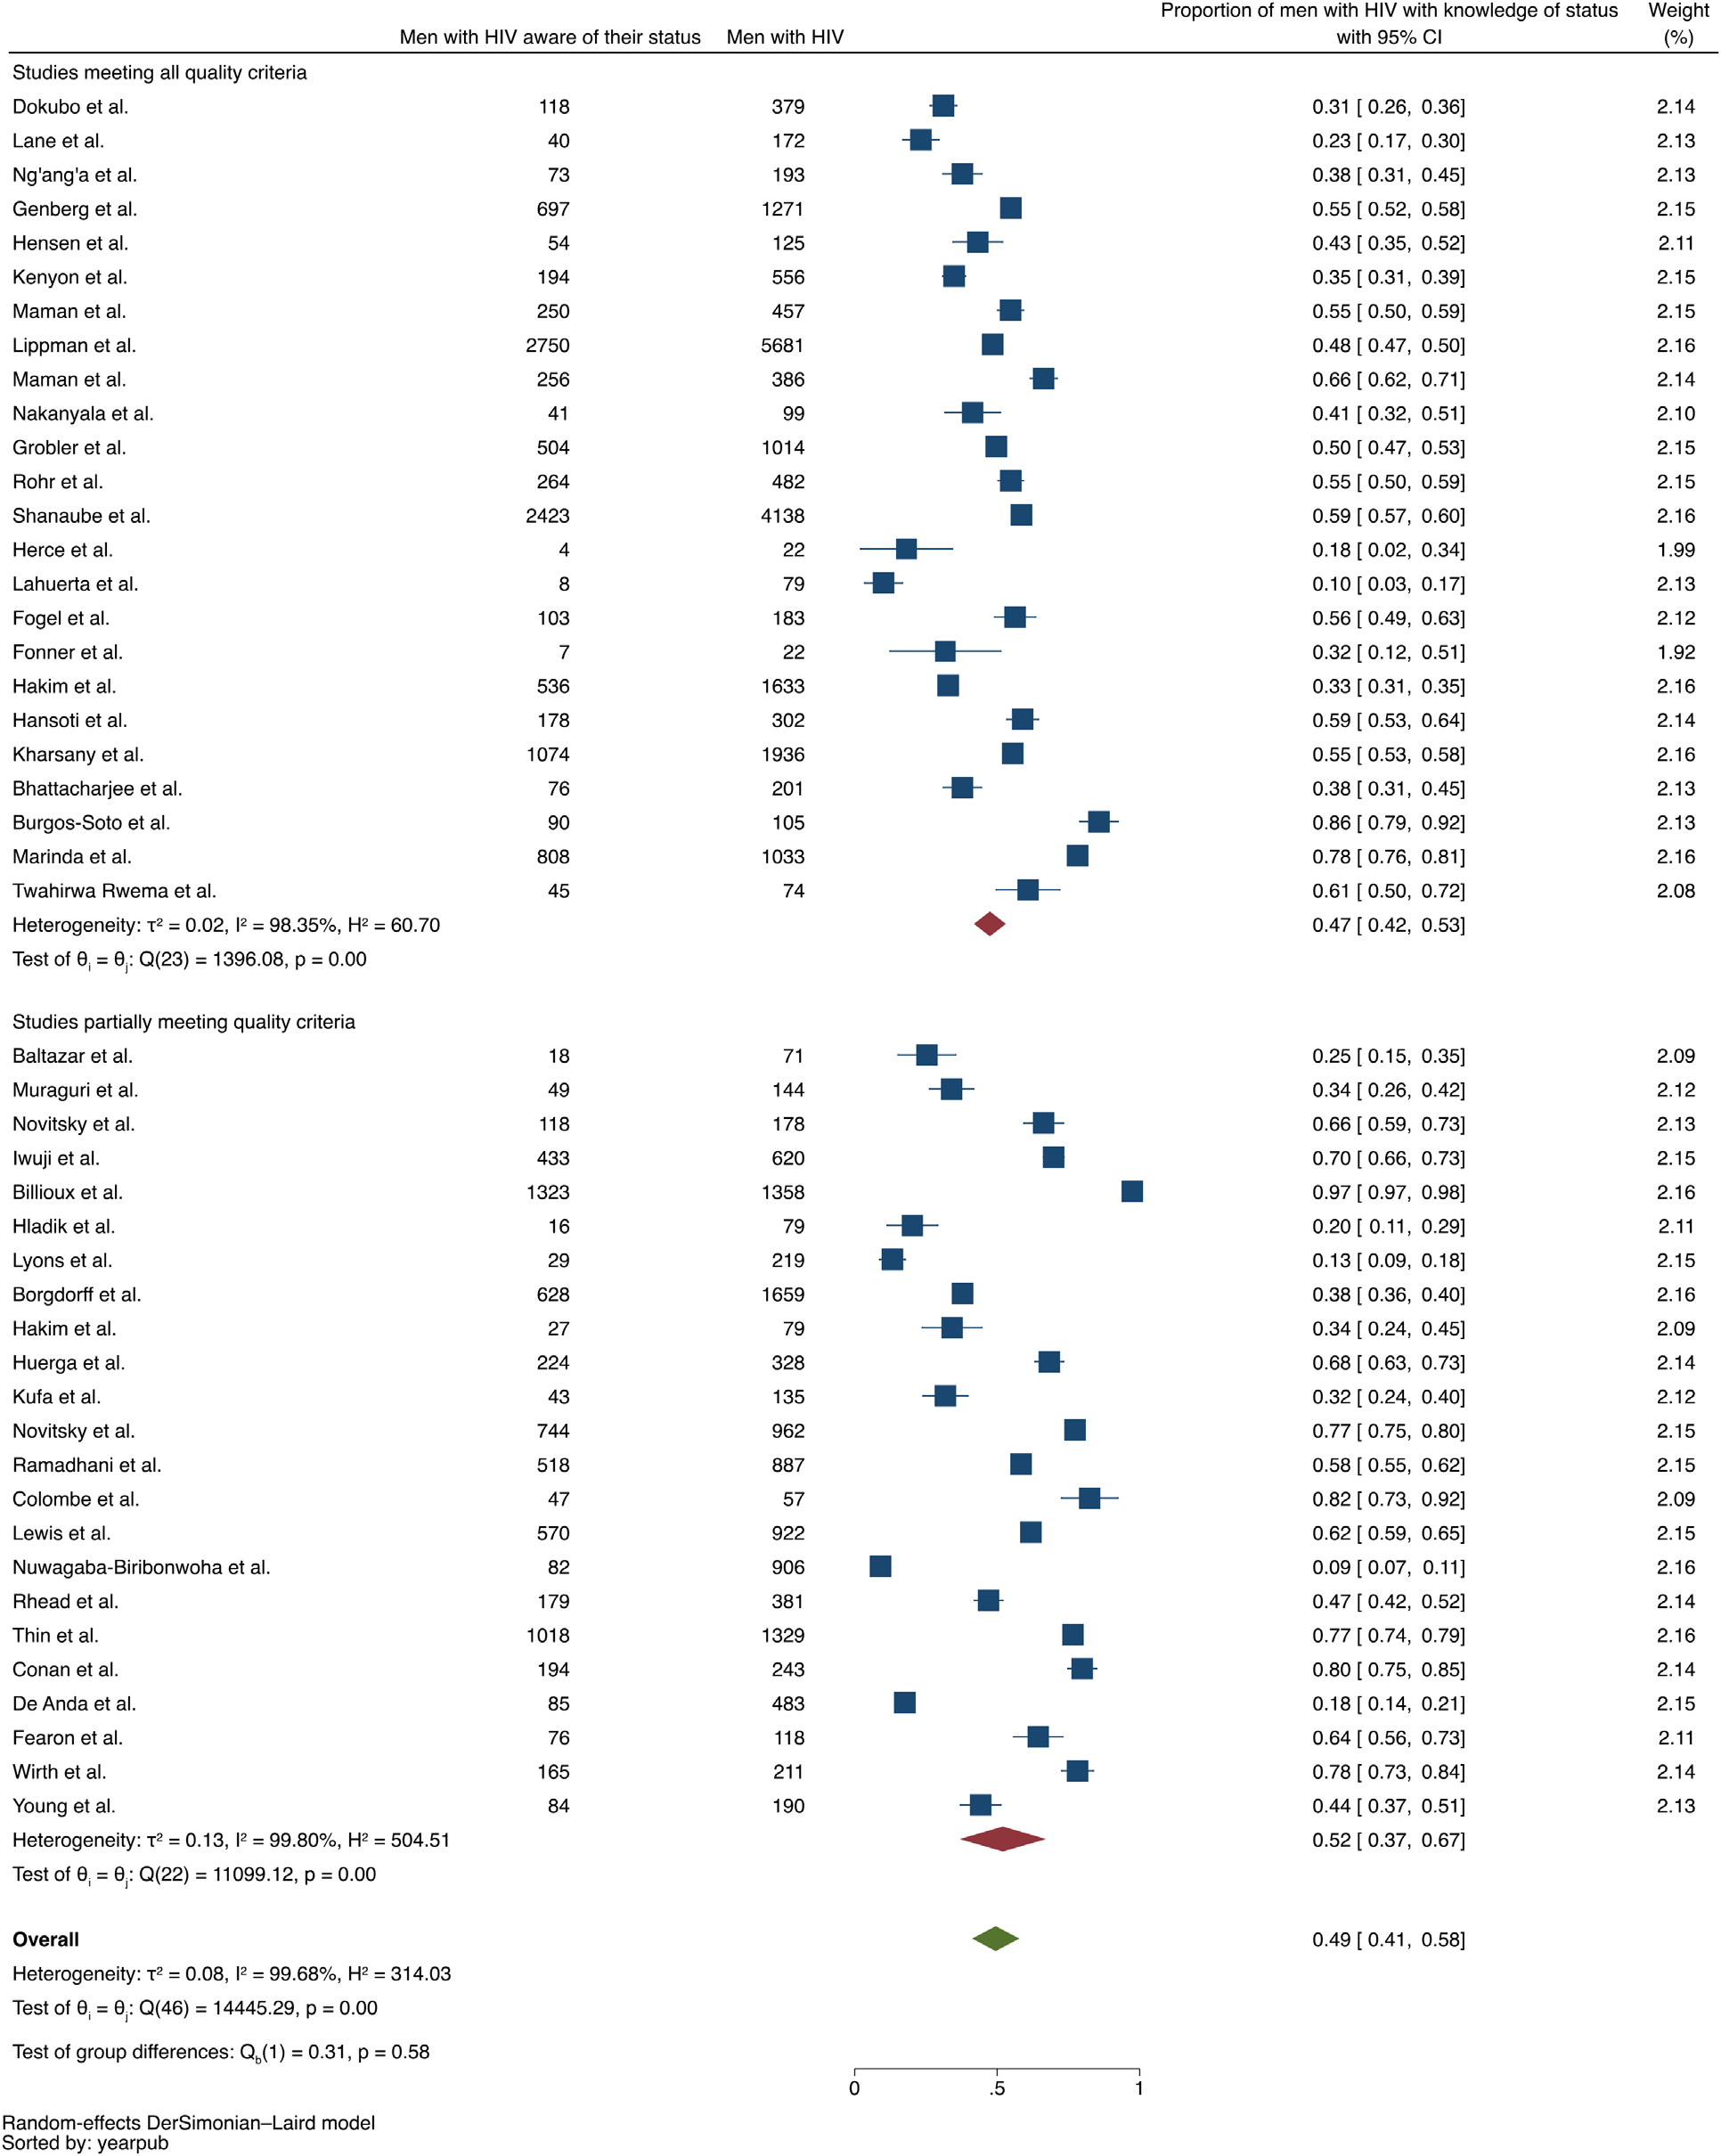 Proportion of men with HIV with knowledge of status Weight
Men with HIV aware of their status Men with HIV with 95% CI (%)
Studies meeting all quality criteria
Dokubo et al. 118 379 0.31 [ 0.26, 0.36] 2.14
Lane et al. 40 172 0.23 [ 0.17, 0.30] 2.13
Ng'ang'a et al. 73 193 0.38 [ 0.31, 0.45] 2.13
Genberg et al. 697 1271 0.55 [ 0.52, 0.58] 2.15
Hensen et al. 54 125 0.43 [ 0.35, 0.52] 2.11
Kenyon et al. 194 556 0.35 [ 0.31, 0.39] 2.15
Maman et al. 250 457 0.55 [ 0.50, 0.59] 2.15
Lippman et al. 2750 5681 0.48 [ 0.47, 0.50] 2.16
Maman et al. 256 386 0.66 [ 0.62, 0.71] 2.14
Nakanyala et al. 41 99 0.41 [ 0.32, 0.51] 2.10
Grobler et al. 504 1014 0.50 [ 0.47, 0.53] 2.15
Rohr et al. 264 482 0.55 [ 0.50, 0.59] 2.15
Shanaube et al. 2423 4138 0.59 [ 0.57, 0.60] 2.16
Herce et al. 4 22 0.18 [ 0.02, 0.34] 1.99
Lahuerta et al. 8 79 0.10 [ 0.03, 0.17] 2.13
Fogel et al. 103 183 0.56 [ 0.49, 0.63] 2.12
Fonner et al. 7 22 0.32 [ 0.12, 0.51] 1.92
Hakim et al. 536 1633 0.33 [ 0.31, 0.35] 2.16
Hansoti et al. 178 302 0.59 [ 0.53, 0.64] 2.14
Kharsany et al. 1074 1936 0.55 [ 0.53, 0.58] 2.16
Bhattacharjee et al. 76 201 0.38 [ 0.31, 0.45] 2.13
Burgos-Soto et al. 90 105 0.86 [ 0.79, 0.92] 2.13
Marinda et al. 808 1033 0.78 [ 0.76, 0.81] 2.16
Twahirwa Rwema et al. 45 74 0.61 [ 0.50, 0.72] 2.08
Heterogeneity: τ² = 0.02, I² = 98.35%, H² = 60.70 0.47 [ 0.42, 0.53]
Test of θi = θj: Q(23) = 1396.08, p = 0.00
Studies partially meeting quality criteria
Baltazar et al. 18 71 0.25 [ 0.15, 0.35] 2.09
Muraguri et al. 49 144 0.34 [ 0.26, 0.42] 2.12
Novitsky et al. 118 178 0.66 [ 0.59, 0.73] 2.13
Iwuji et al. 433 620 0.70 [ 0.66, 0.73] 2.15
Billioux et al. 1323 1358 0.97 [ 0.97, 0.98] 2.16
Hladik et al. 16 79 0.20 [ 0.11, 0.29] 2.11
Lyons et al. 29 219 0.13 [ 0.09, 0.18] 2.15
Borgdorff et al. 628 1659 0.38 [ 0.36, 0.40] 2.16
Hakim et al. 27 79 0.34 [ 0.24, 0.45] 2.09
Huerga et al. 224 328 0.68 [ 0.63, 0.73] 2.14
Kufa et al. 43 135 0.32 [ 0.24, 0.40] 2.12
Novitsky et al. 744 962 0.77 [ 0.75, 0.80] 2.15
Ramadhani et al. 518 887 0.58 [ 0.55, 0.62] 2.15
Colombe et al. 47 57 0.82 [ 0.73, 0.92] 2.09
Lewis et al. 570 922 0.62 [ 0.59, 0.65] 2.15
Nuwagaba-Biribonwoha et al. 82 906 0.09 [ 0.07, 0.11] 2.16
Rhead et al. 179 381 0.47 [ 0.42, 0.52] 2.14
Thin et al. 1018 1329 0.77 [ 0.74, 0.79] 2.16
Conan et al. 194 243 0.80 [ 0.75, 0.85] 2.14
De Anda et al. 85 483 0.18 [ 0.14, 0.21] 2.15
Fearon et al. 76 118 0.64 [ 0.56, 0.73] 2.11
Wirth et al. 165 211 0.78 [ 0.73, 0.84] 2.14
Young et al. 84 190 0.44 [ 0.37, 0.51] 2.13
Heterogeneity: τ² = 0.13, I² = 99.80%, H² = 504.51 0.52 [ 0.37, 0.67]
Test of θi = θj: Q(22) = 11099.12, p = 0.00
Overall 0.49 [ 0.41, 0.58]
Heterogeneity: τ² = 0.08, I² = 99.68%, H² = 314.03
Test of θi = θj: Q(46) = 14445.29, p = 0.00
Test of group differences: Qb(1) = 0.31, p = 0.58
0 .5 1
Random-effects DerSimonian–Laird model
Sorted by: yearpub